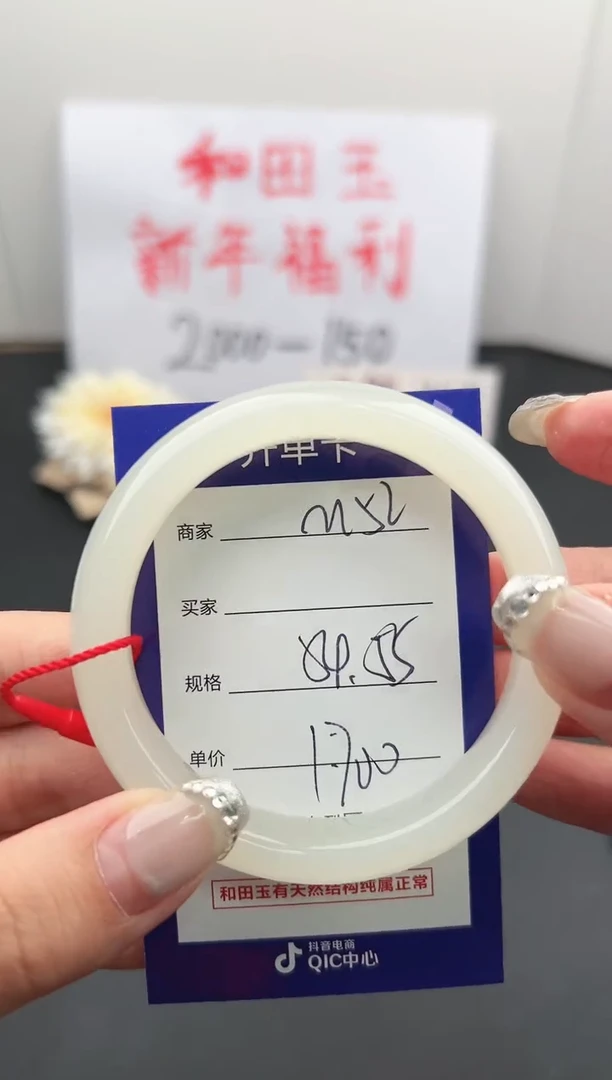 和田玉
新年福利
2000-150
开单卡
商家
买家
规格
单价 1700
和田玉有天然结构纯属正常
抖音电商
QIC中心